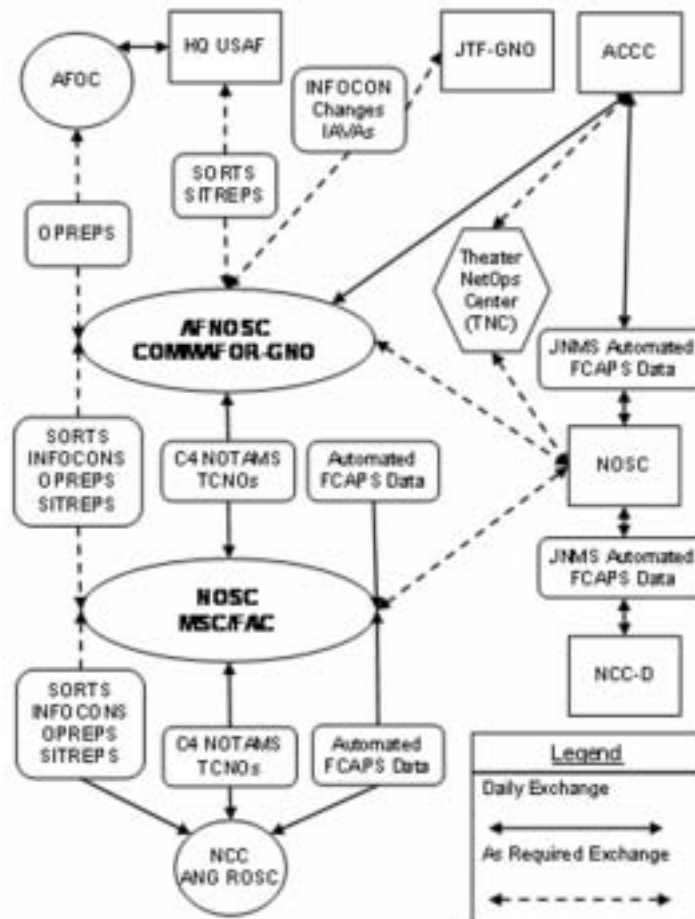 HQ USAF
JTF-GNO
ACCC
AFOC
INFOCON
Changes
IAVAs
SORTS
SITREPS
OPREPS
Theater
NetOps
Center
(TNC)
AFNOSC
COMMAFOR-GNO
JNMS Automated
FCAPS Data
SORTS
INFOCONS
OPREPS
SITREPS
C4 NOTAMS
TCNOs
Automated
FCAPS Data
NOSC
JNMS Automated
FCAPS Data
NOSC
MSC/FAC
NCC-D
SORTS
INFOCONS
OPREPS
SITREPS
C4 NOTAMS
TCNOs
Automated
FCAPS Data
NCC
ANG ROSC
Legend
Daily Exchange
As Required Exchange